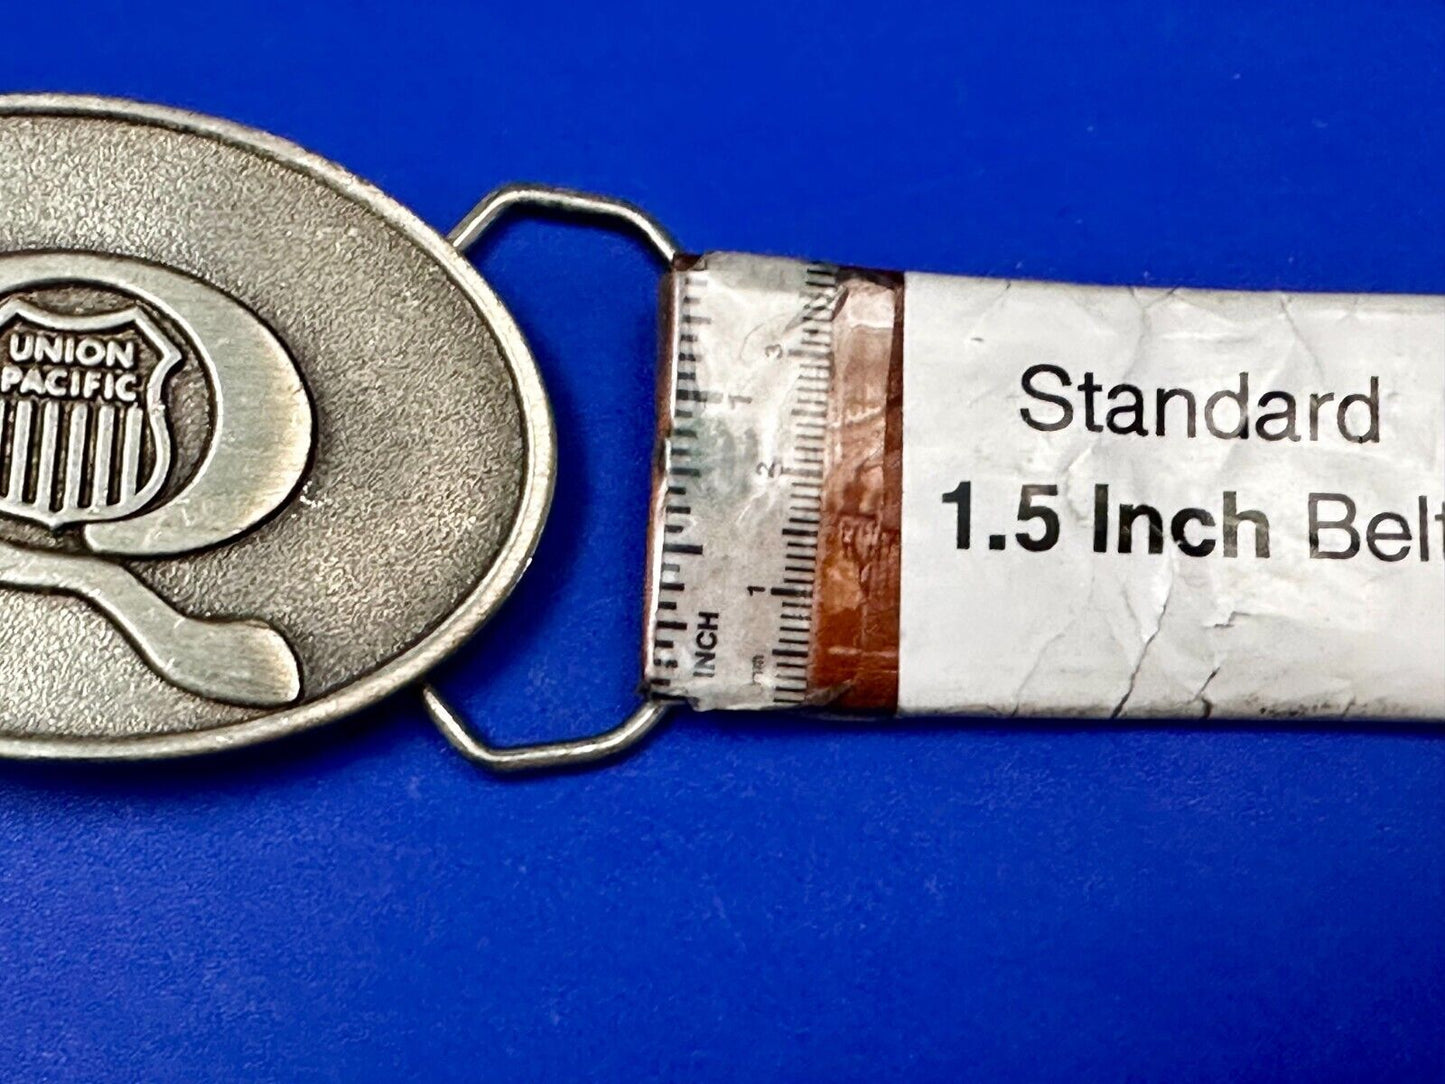 UNION
PACIFIC
1
INCH
3
2
1
Standard
1.5 Inch Belt